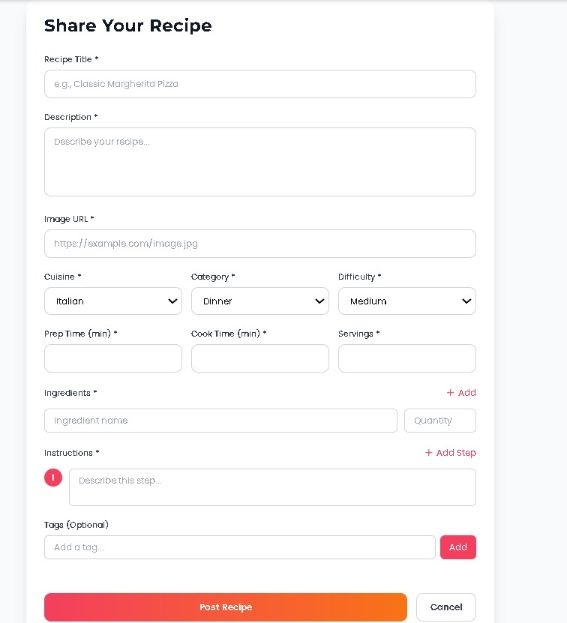 Share Your Recipe
Recipe Title *
e.g., Classic Margherita Pizza
Description *
Describe your recipe...
Image URL *
https://example.com/image.jpg
Cuisine * Category * Difficulty *
Italian Dinner Medium
Prep Time (min) * Cook Time (min) * Servings *
Ingredients * + Add
Ingredient name Quantity
Instructions * + Add Step
1 Describe this step...
Tags (Optional)
Add a tag... Add
Post Recipe Cancel